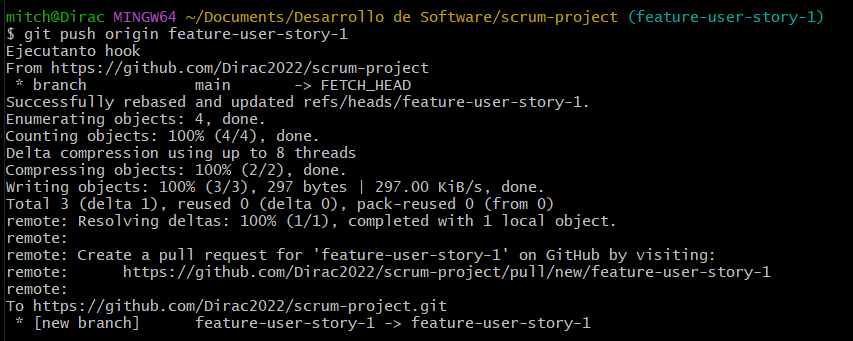 mitch@Dirac MINGW64 ~/Documents/Desarrollo de Software/scrum-project (feature-user-story-1)
$ git push origin feature-user-story-1
Ejecutanto hook
From https://github.com/Dirac2022/scrum-project
 * branch            main       -> FETCH_HEAD
Successfully rebased and updated refs/heads/feature-user-story-1.
Enumerating objects: 4, done.
Counting objects: 100% (4/4), done.
Delta compression using up to 8 threads
Compressing objects: 100% (2/2), done.
Writing objects: 100% (3/3), 297 bytes | 297.00 KiB/s, done.
Total 3 (delta 1), reused 0 (delta 0), pack-reused 0 (from 0)
remote: Resolving deltas: 100% (1/1), completed with 1 local object.
remote:
remote: Create a pull request for 'feature-user-story-1' on GitHub by visiting:
remote:      https://github.com/Dirac2022/scrum-project/pull/new/feature-user-story-1
remote:
To https://github.com/Dirac2022/scrum-project.git
 * [new branch]      feature-user-story-1 -> feature-user-story-1